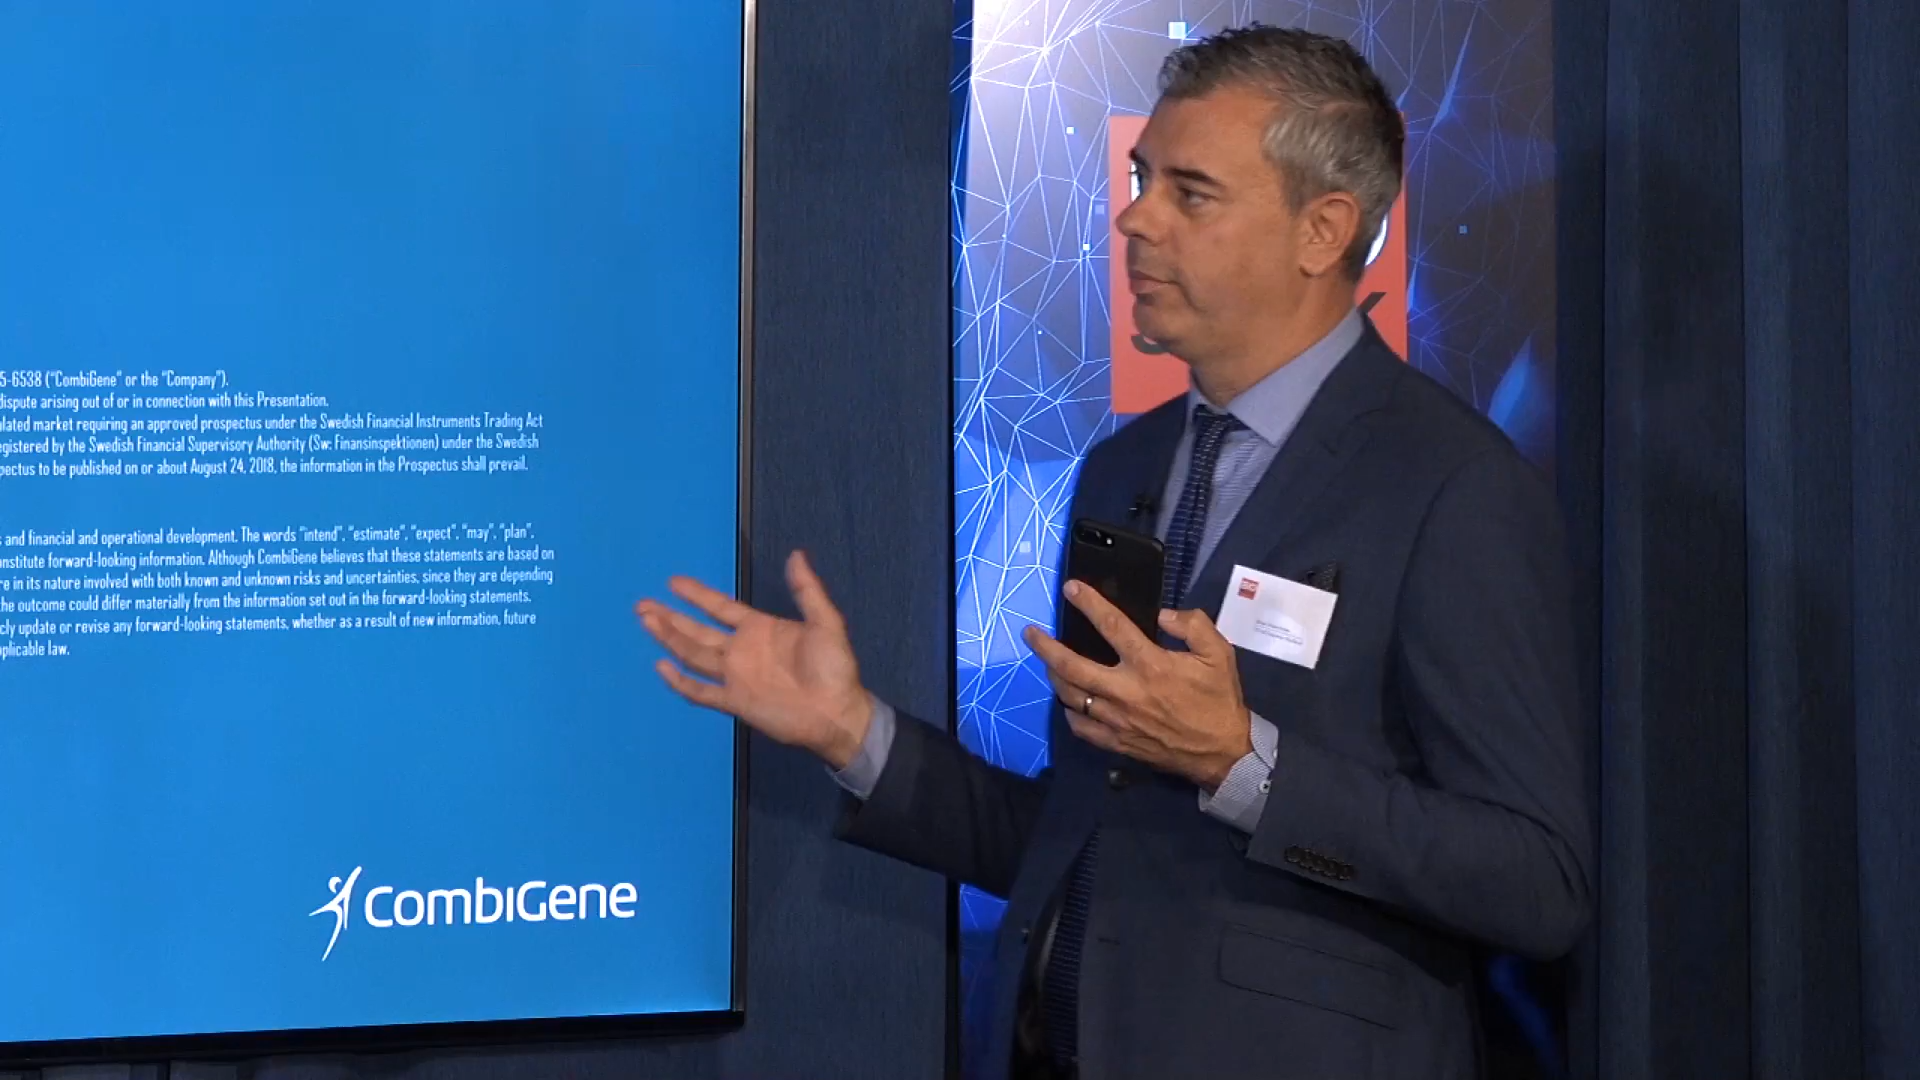 5-6538 (“CombiGene” or the “Company”).
dispute arising out of or in connection with this Presentation.
ulated market requiring an approved prospectus under the Swedish Financial Instruments Trading Act
egistered by the Swedish Financial Supervisory Authority (Sw: Finansinspektionen) under the Swedish
pectus to be published on or about August 24, 2018, the information in the Prospectus shall prevail.
and financial and operational development. The words “intend”, “estimate”, “expect”, “may”, “plan”,
onstitute forward-looking information. Although CombiGene believes that these statements are based on
re in its nature involved with both known and unknown risks and uncertainties, since they are depending
he outcome could differ materially from the information set out in the forward-looking statements.
cly update or revise any forward-looking statements, whether as a result of new information, future
pplicable law.
CombiGene